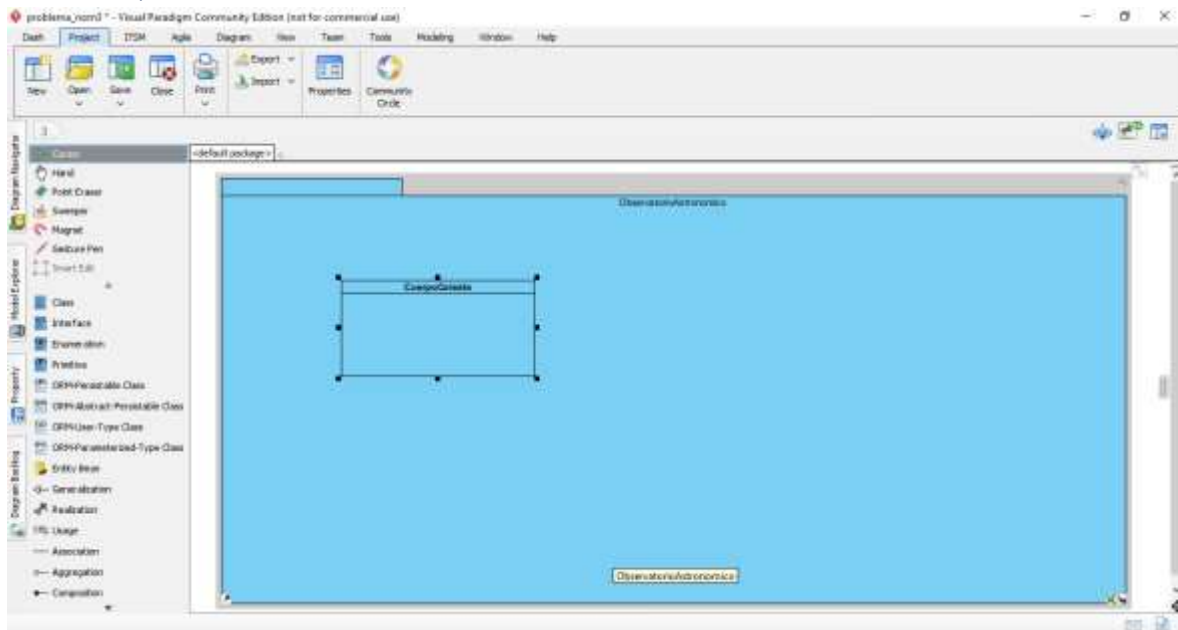 problema_nom3 * - Visual Paradigm Community Edition (not for commercial use)
Dash Project ITSM Agile Diagram View Team Tools Modeling Window Help
New Open Save Close Print Export Import Properties Community Circle
<default package>
Cursor
Hand
Point Eraser
Sweeper
Magnet
Gesture Pen
Smart Edit
Class
Interface
Enumeration
Primitive
ORM-Persistable Class
ORM-Abstract-Persistable Class
ORM-User-Type Class
ORM-Parameterized-Type Class
Entity Bean
Generalization
Realization
Usage
Association
Aggregation
Composition
Diagram Navigator
Model Explorer
Property
Diagram Backlog
ObservatorioAstronomico
CuerpoCeleste
ObservatorioAstronomico